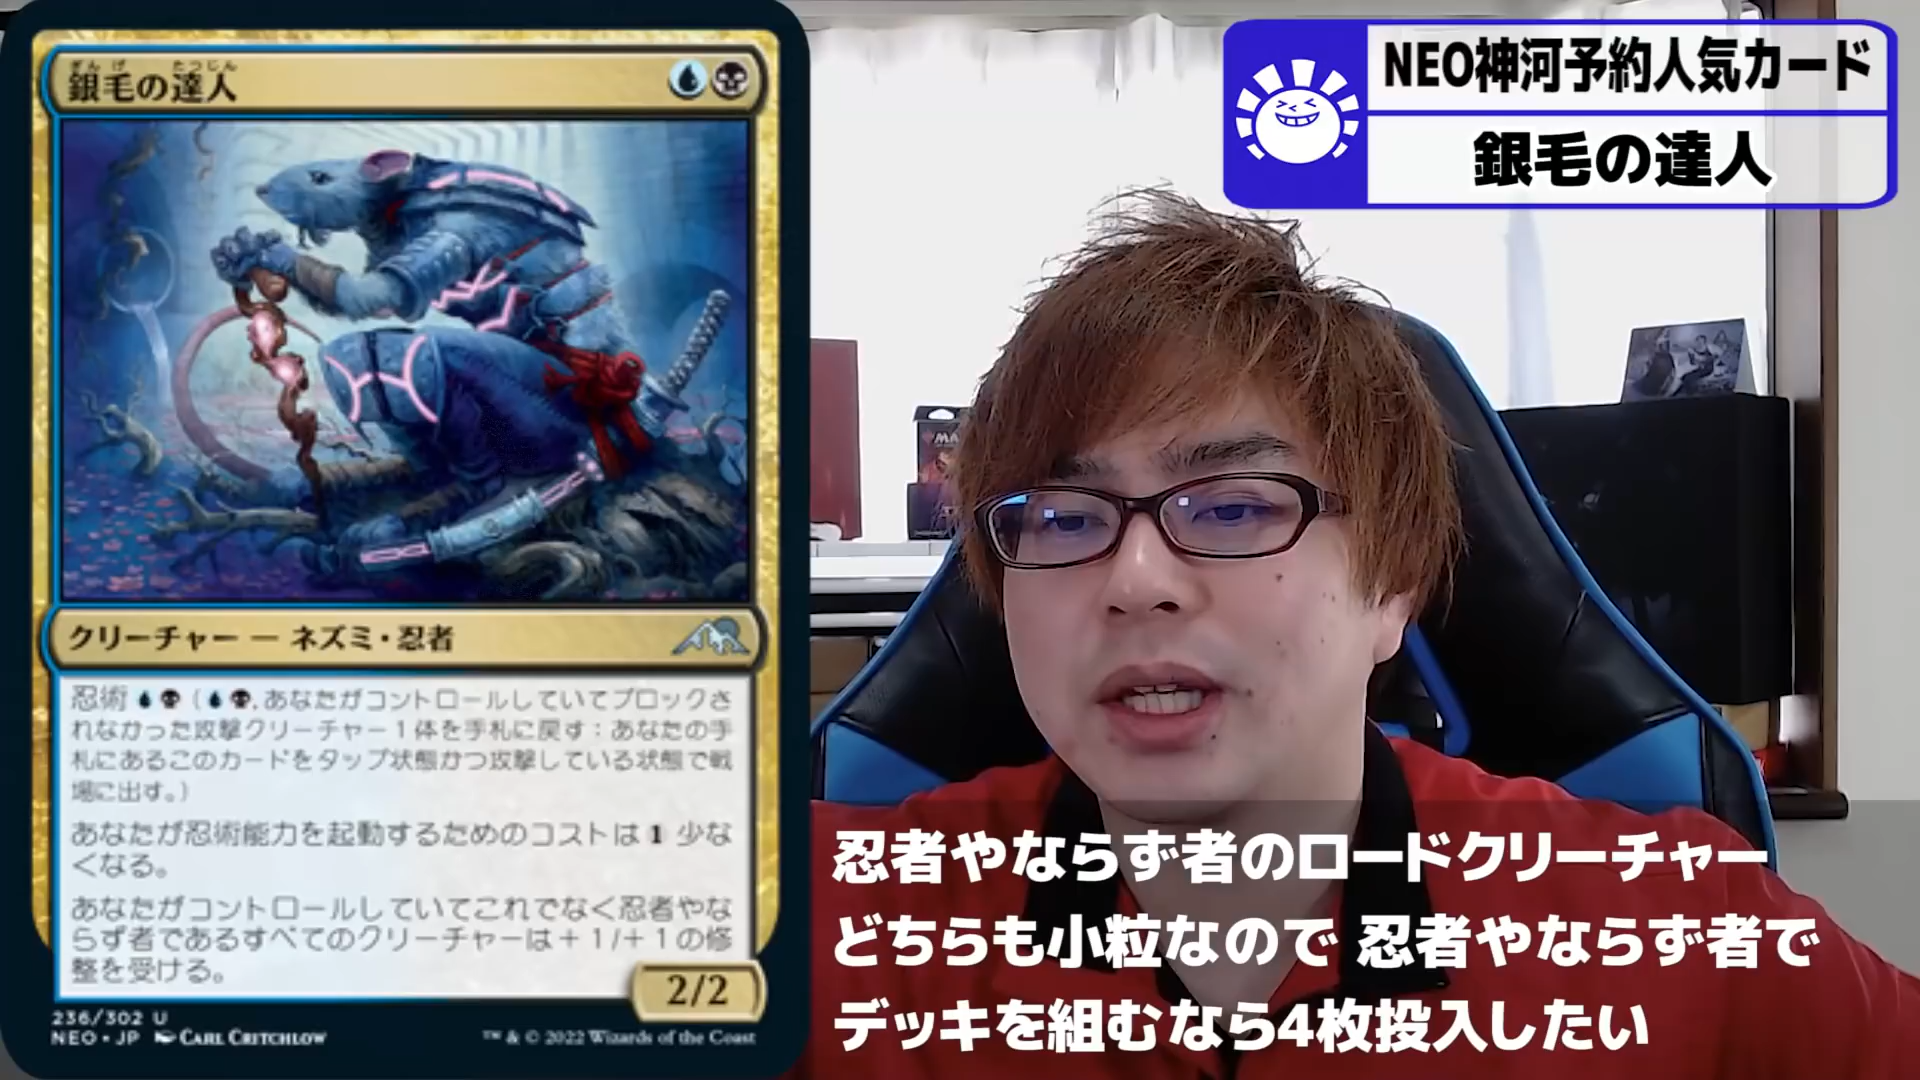 ぎんげ たつじん
銀毛の達人
クリーチャー — ネズミ・忍者
忍術 (, あなたがコントロールしていてブロックさ
れなかった攻撃クリーチャー1体を手札に戻す：あなたの手
札にあるこのカードをタップ状態かつ攻撃している状態で戦
場に出す。)
あなたが忍術能力を起動するためのコストは 1 少な
くなる。
あなたがコントロールしていてこれでなく忍者やな
らず者であるすべてのクリーチャーは＋1/＋1の修
整を受ける。
2/2
236/302 U
NEO • JP CARL CRITCHLOW
™ & © 2022 Wizards of the Coast
NEO神河予約人気カード
銀毛の達人
MA
忍者やならず者のロードクリーチャー
どちらも小粒なので 忍者やならず者で
デッキを組むなら4枚投入したい